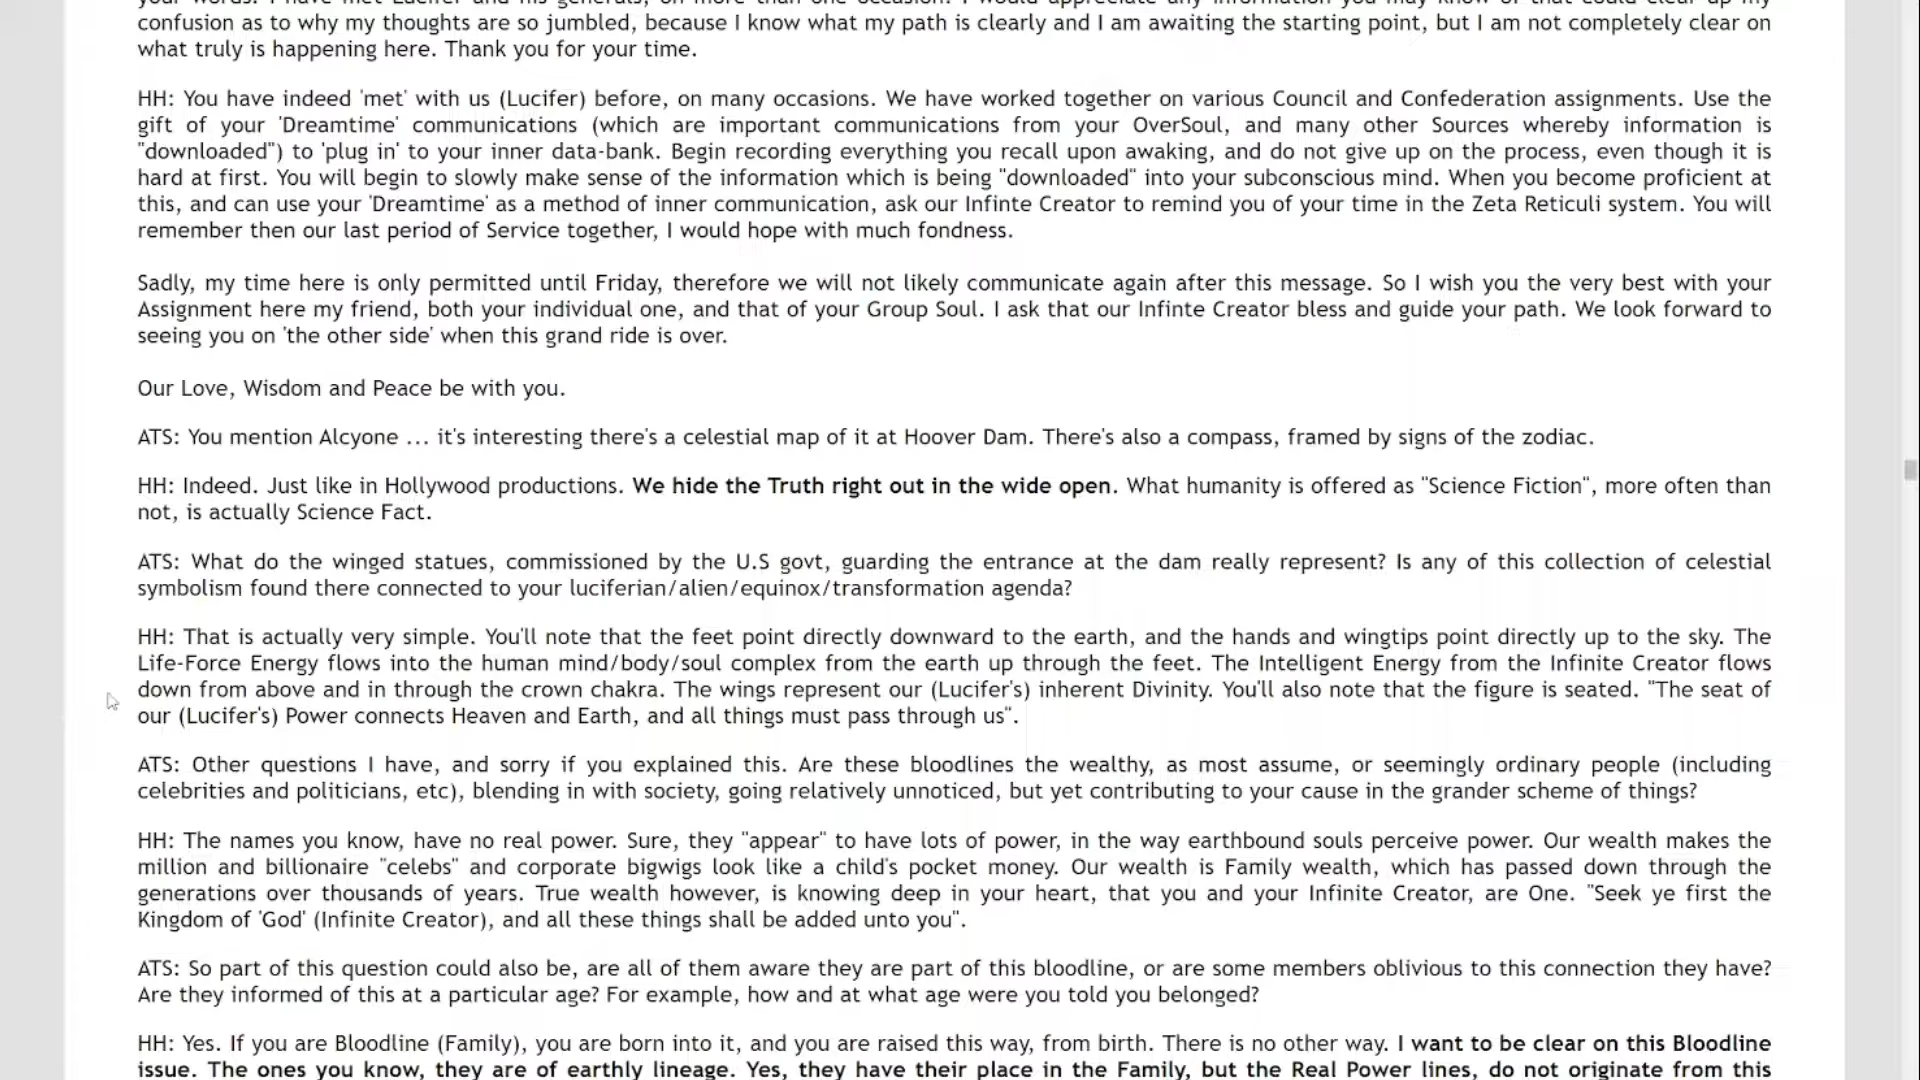 confusion as to why my thoughts are so jumbled, because I know what my path is clearly and I am awaiting the starting point, but I am not completely clear on
what truly is happening here. Thank you for your time.
HH: You have indeed 'met' with us (Lucifer) before, on many occasions. We have worked together on various Council and Confederation assignments. Use the
gift of your 'Dreamtime' communications (which are important communications from your OverSoul, and many other Sources whereby information is
"downloaded") to 'plug in' to your inner data-bank. Begin recording everything you recall upon awaking, and do not give up on the process, even though it is
hard at first. You will begin to slowly make sense of the information which is being "downloaded" into your subconscious mind. When you become proficient at
this, and can use your 'Dreamtime' as a method of inner communication, ask our Infinte Creator to remind you of your time in the Zeta Reticuli system. You will
remember then our last period of Service together, I would hope with much fondness.
Sadly, my time here is only permitted until Friday, therefore we will not likely communicate again after this message. So I wish you the very best with your
Assignment here my friend, both your individual one, and that of your Group Soul. I ask that our Infinte Creator bless and guide your path. We look forward to
seeing you on 'the other side' when this grand ride is over.
Our Love, Wisdom and Peace be with you.
ATS: You mention Alcyone ... it's interesting there's a celestial map of it at Hoover Dam. There's also a compass, framed by signs of the zodiac.
HH: Indeed. Just like in Hollywood productions. We hide the Truth right out in the wide open. What humanity is offered as "Science Fiction", more often than
not, is actually Science Fact.
ATS: What do the winged statues, commissioned by the U.S govt, guarding the entrance at the dam really represent? Is any of this collection of celestial
symbolism found there connected to your luciferian/alien/equinox/transformation agenda?
HH: That is actually very simple. You'll note that the feet point directly downward to the earth, and the hands and wingtips point directly up to the sky. The
Life-Force Energy flows into the human mind/body/soul complex from the earth up through the feet. The Intelligent Energy from the Infinite Creator flows
down from above and in through the crown chakra. The wings represent our (Lucifer's) inherent Divinity. You'll also note that the figure is seated. "The seat of
our (Lucifer's) Power connects Heaven and Earth, and all things must pass through us".
ATS: Other questions I have, and sorry if you explained this. Are these bloodlines the wealthy, as most assume, or seemingly ordinary people (including
celebrities and politicians, etc), blending in with society, going relatively unnoticed, but yet contributing to your cause in the grander scheme of things?
HH: The names you know, have no real power. Sure, they "appear" to have lots of power, in the way earthbound souls perceive power. Our wealth makes the
million and billionaire "celebs" and corporate bigwigs look like a child's pocket money. Our wealth is Family wealth, which has passed down through the
generations over thousands of years. True wealth however, is knowing deep in your heart, that you and your Infinite Creator, are One. "Seek ye first the
Kingdom of 'God' (Infinite Creator), and all these things shall be added unto you".
ATS: So part of this question could also be, are all of them aware they are part of this bloodline, or are some members oblivious to this connection they have?
Are they informed of this at a particular age? For example, how and at what age were you told you belonged?
HH: Yes. If you are Bloodline (Family), you are born into it, and you are raised this way, from birth. There is no other way. I want to be clear on this Bloodline
issue. The ones you know, they are of earthly lineage. Yes, they have their place in the Family, but the Real Power lines, do not originate from this